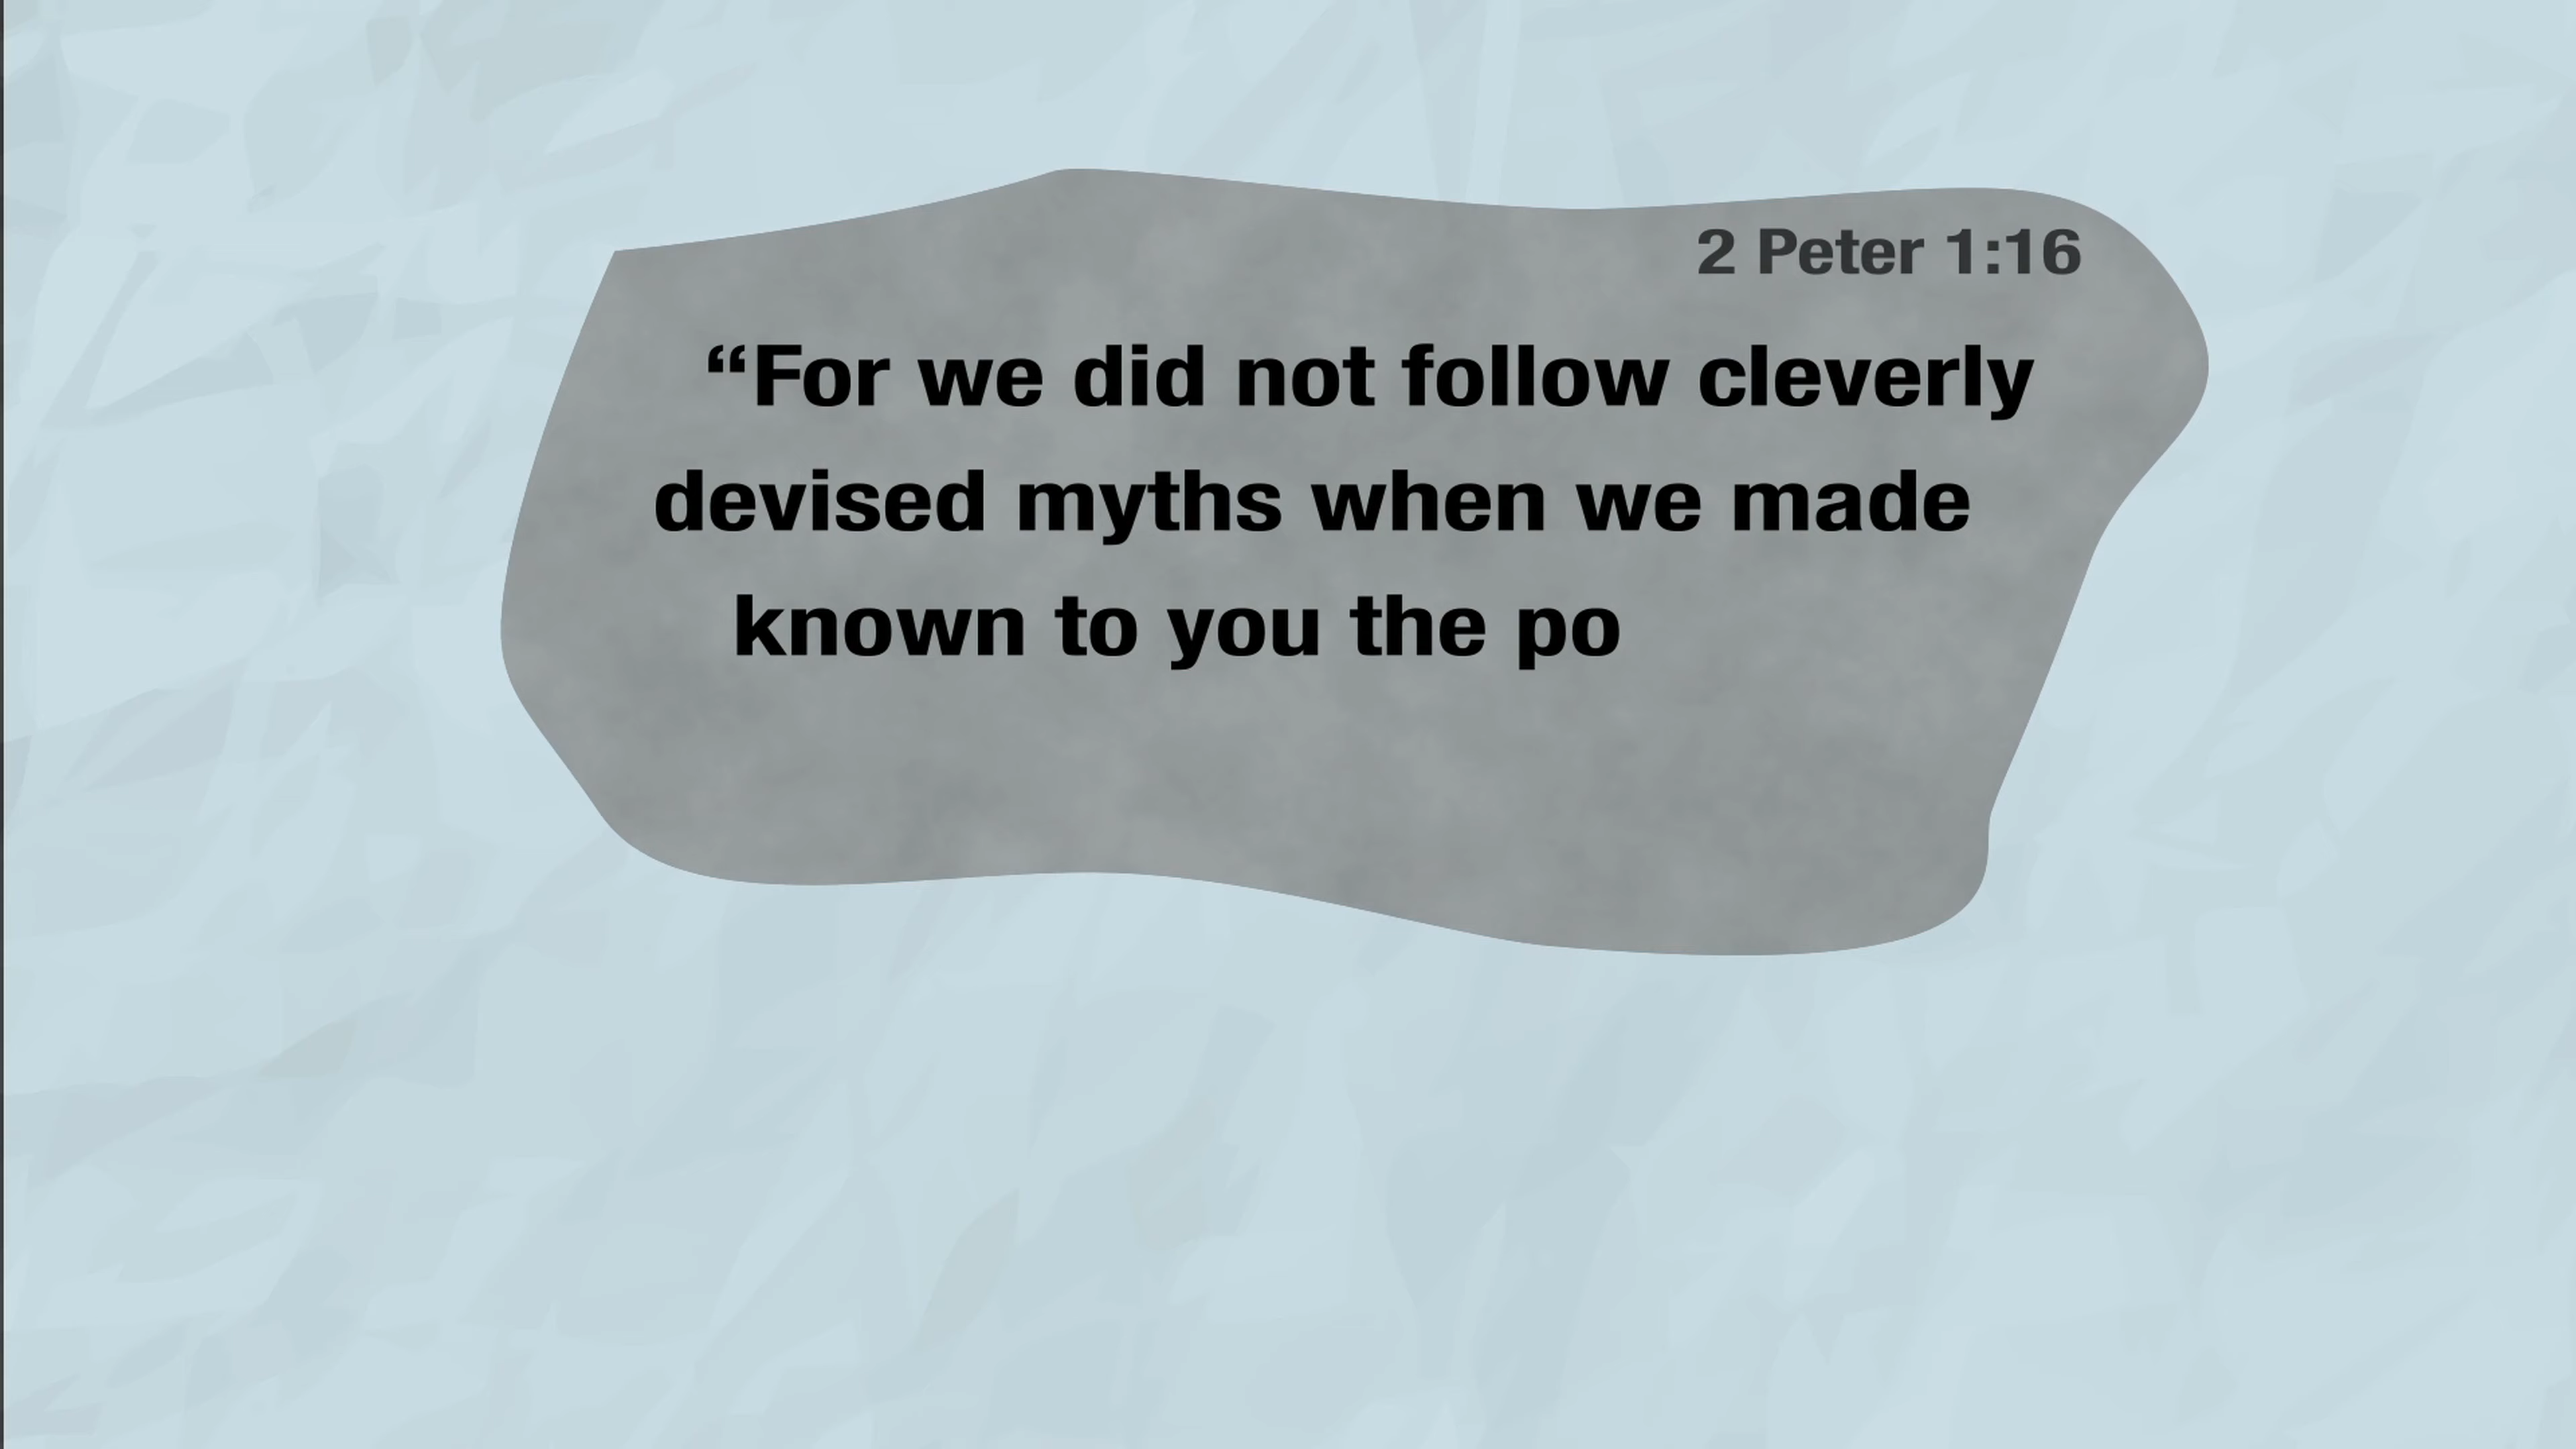 2 Peter 1:16
“For we did not follow cleverly
devised myths when we made
known to you the po